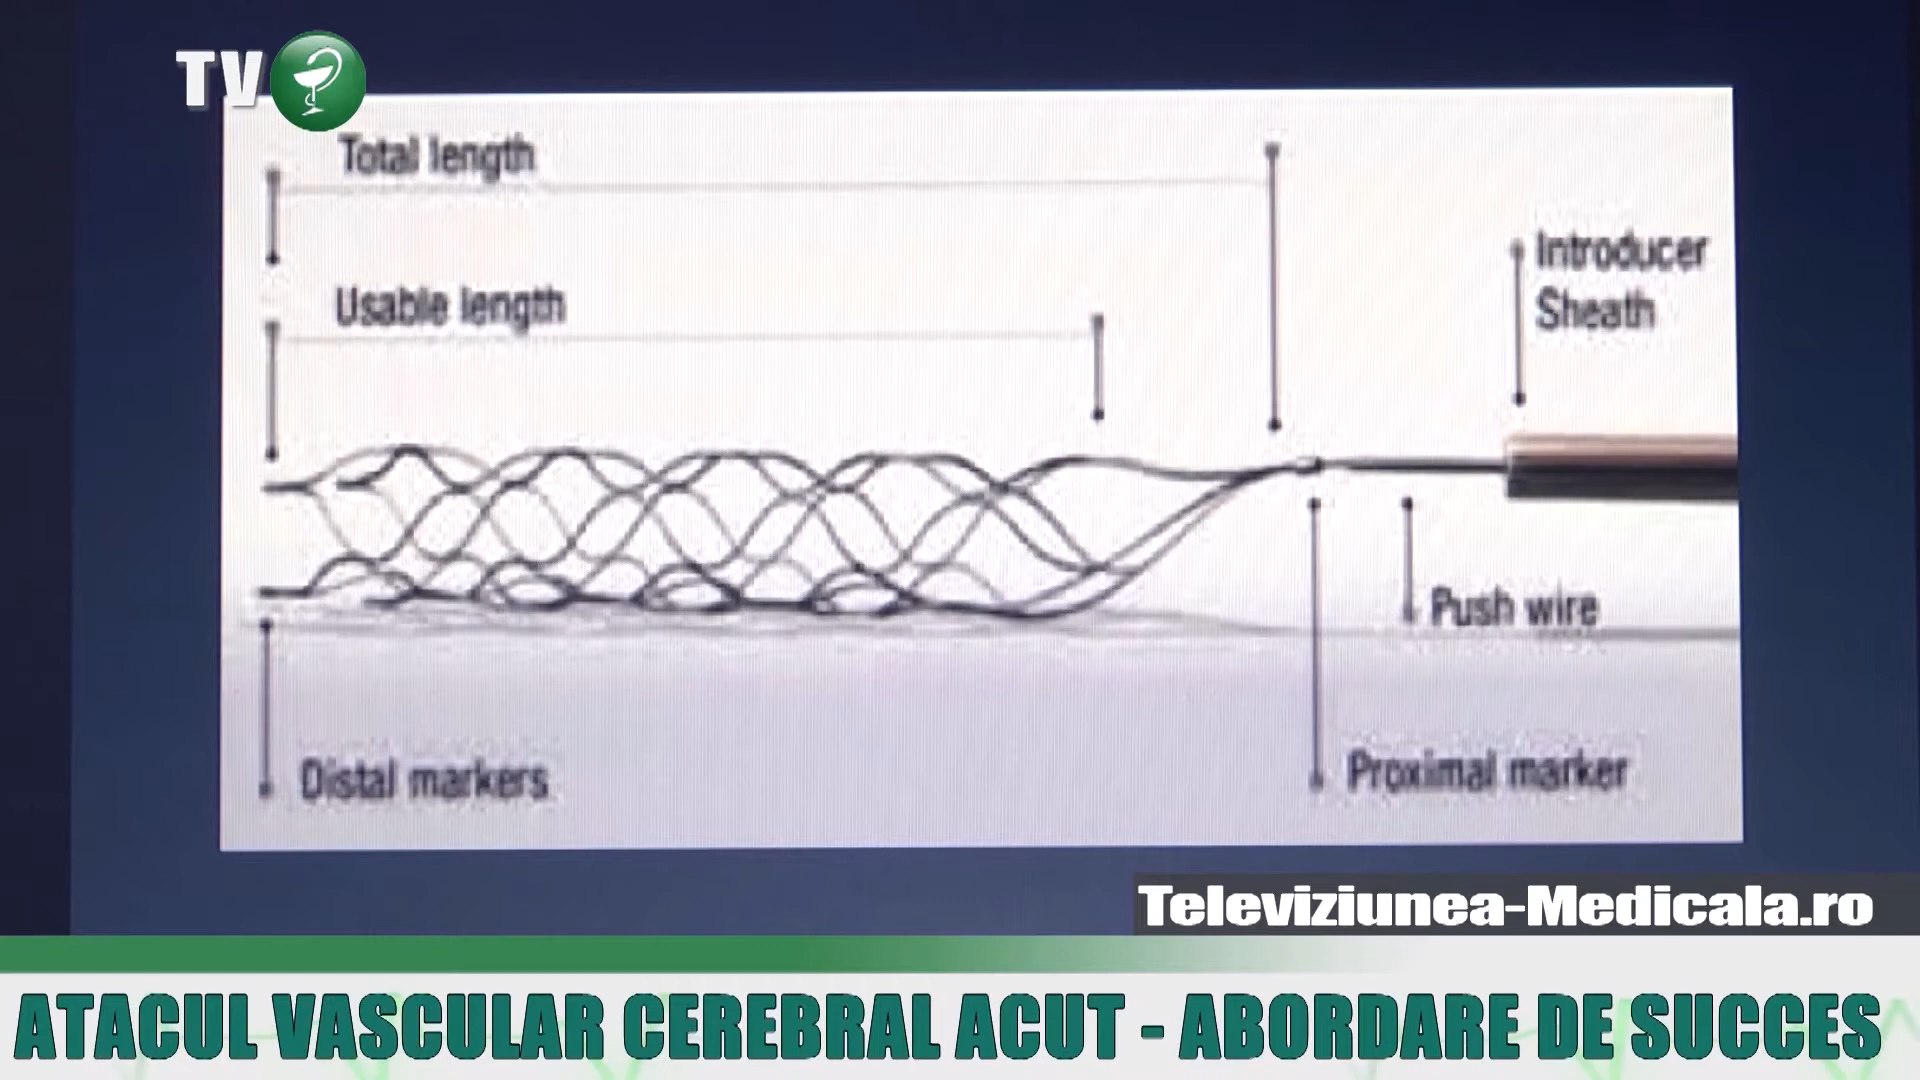 TV
Total length
Usable length
Introducer
Sheath
Push wire
Distal markers
Proximal marker
Televiziunea-Medicala.ro
ATACUL VASCULAR CEREBRAL ACUT - ABORDARE DE SUCCES